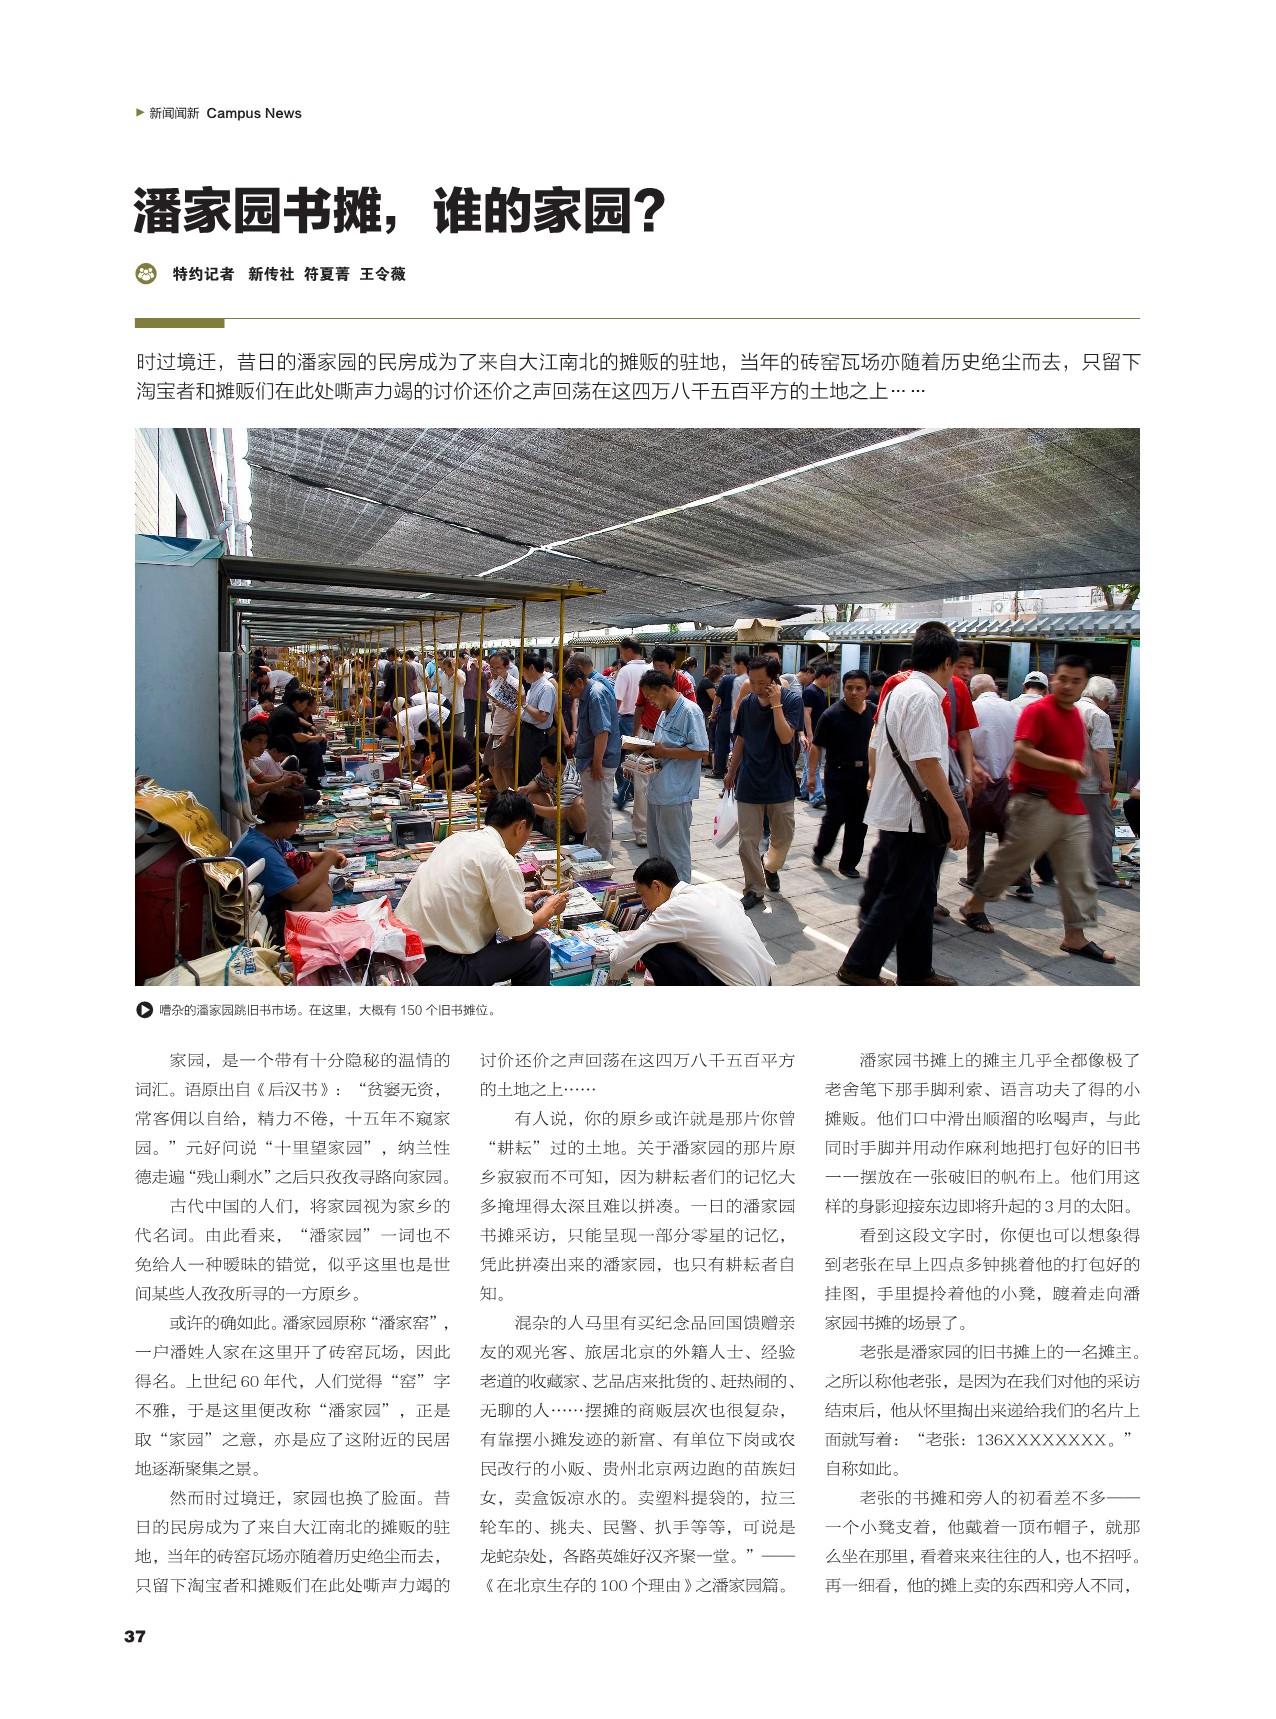 新闻闻新 Campus News
潘家园书摊，谁的家园？
特约记者 新传社 符夏菁 王令薇
时过境迁，昔日的潘家园的民房成为了来自大江南北的摊贩的驻地，当年的砖窑瓦场亦随着历史绝尘而去，只留下
淘宝者和摊贩们在此处嘶声力竭的讨价还价之声回荡在这四万八千五百平方的土地之上… …
嘈杂的潘家园跳旧书市场。在这里，大概有 150 个旧书摊位。
家园，是一个带有十分隐秘的温情的
词汇。语原出自《后汉书》：“贫窭无资，
常客佣以自给，精力不倦，十五年不窥家
园。”元好问说“十里望家园”，纳兰性
德走遍“残山剩水”之后只孜孜寻路向家园。
古代中国的人们，将家园视为家乡的
代名词。由此看来，“潘家园”一词也不
免给人一种暧昧的错觉，似乎这里也是世
间某些人孜孜所寻的一方原乡。
或许的确如此。潘家园原称“潘家窑”，
一户潘姓人家在这里开了砖窑瓦场，因此
得名。上世纪 60 年代，人们觉得“窑”字
不雅，于是这里便改称“潘家园”，正是
取“家园”之意，亦是应了这附近的民居
地逐渐聚集之景。
然而时过境迁，家园也换了脸面。昔
日的民房成为了来自大江南北的摊贩的驻
地，当年的砖窑瓦场亦随着历史绝尘而去，
只留下淘宝者和摊贩们在此处嘶声力竭的
讨价还价之声回荡在这四万八千五百平方
的土地之上……
有人说，你的原乡或许就是那片你曾
“耕耘”过的土地。关于潘家园的那片原
乡寂寂而不可知，因为耕耘者们的记忆大
多掩埋得太深且难以拼凑。一日的潘家园
书摊采访，只能呈现一部分零星的记忆，
凭此拼凑出来的潘家园，也只有耕耘者自
知。
混杂的人马里有买纪念品回国馈赠亲
友的观光客、旅居北京的外籍人士、经验
老道的收藏家、艺品店来批货的、赶热闹的、
无聊的人……摆摊的商贩层次也很复杂，
有靠摆小摊发迹的新富、有单位下岗或农
民改行的小贩、贵州北京两边跑的苗族妇
女，卖盒饭凉水的。卖塑料提袋的，拉三
轮车的、挑夫、民警、扒手等等，可说是
龙蛇杂处，各路英雄好汉齐聚一堂。”——
《在北京生存的 100 个理由》之潘家园篇。
潘家园书摊上的摊主几乎全都像极了
老舍笔下那手脚利索、语言功夫了得的小
摊贩。他们口中滑出顺溜的吆喝声，与此
同时手脚并用动作麻利地把打包好的旧书
一一摆放在一张破旧的帆布上。他们用这
样的身影迎接东边即将升起的 3 月的太阳。
看到这段文字时，你便也可以想象得
到老张在早上四点多钟挑着他的打包好的
挂图，手里提拎着他的小凳，踱着走向潘
家园书摊的场景了。
老张是潘家园的旧书摊上的一名摊主。
之所以称他老张，是因为在我们对他的采访
结束后，他从怀里掏出来递给我们的名片上
面就写着：“老张：136XXXXXXXX。”
自称如此。
老张的书摊和旁人的初看差不多——
一个小凳支着，他戴着一顶布帽子，就那
么坐在那里，看着来来往往的人，也不招呼。
再一细看，他的摊上卖的东西和旁人不同，
37